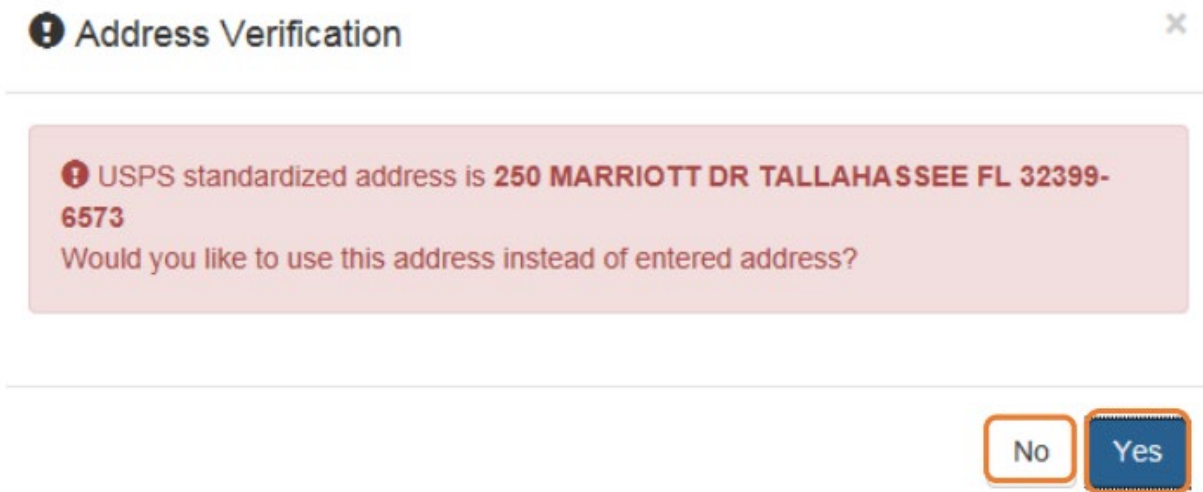 Address Verification
×
USPS standardized address is 250 MARRIOTT DR TALLAHASSEE FL 32399-
6573
Would you like to use this address instead of entered address?
No
Yes